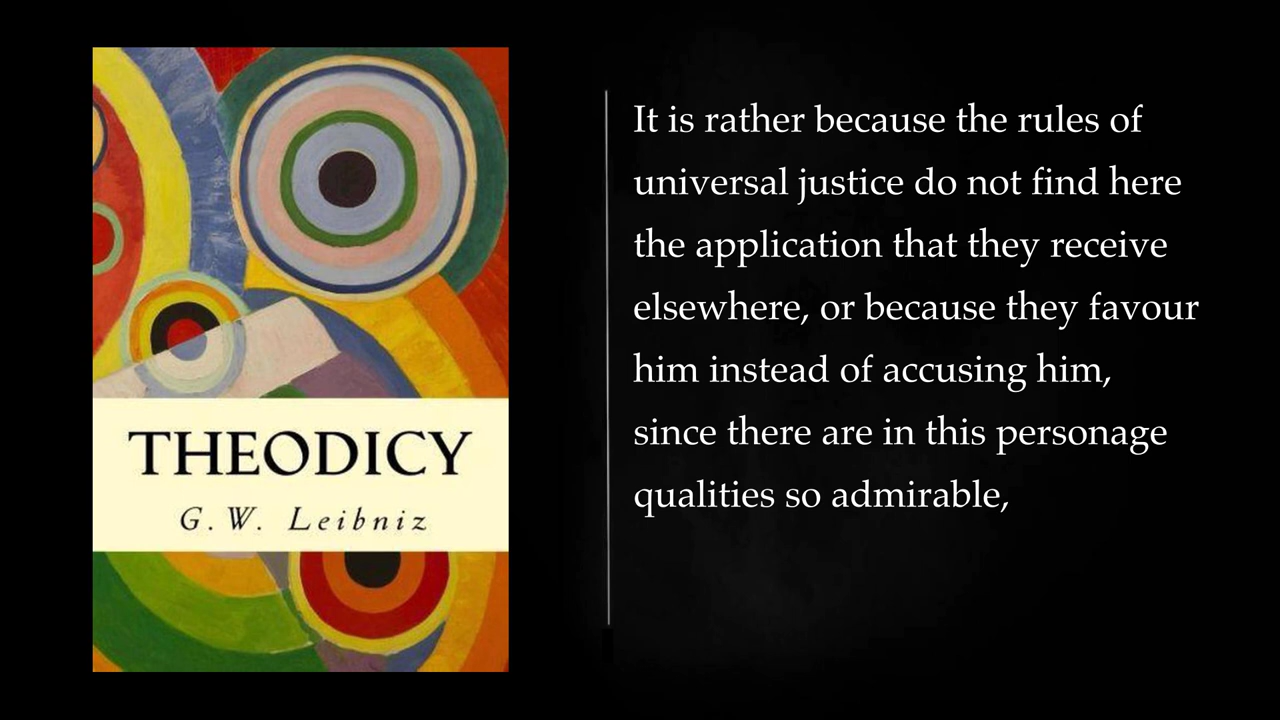 THEODICY
G. W. Leibniz
It is rather because the rules of
universal justice do not find here
the application that they receive
elsewhere, or because they favour
him instead of accusing him,
since there are in this personage
qualities so admirable,